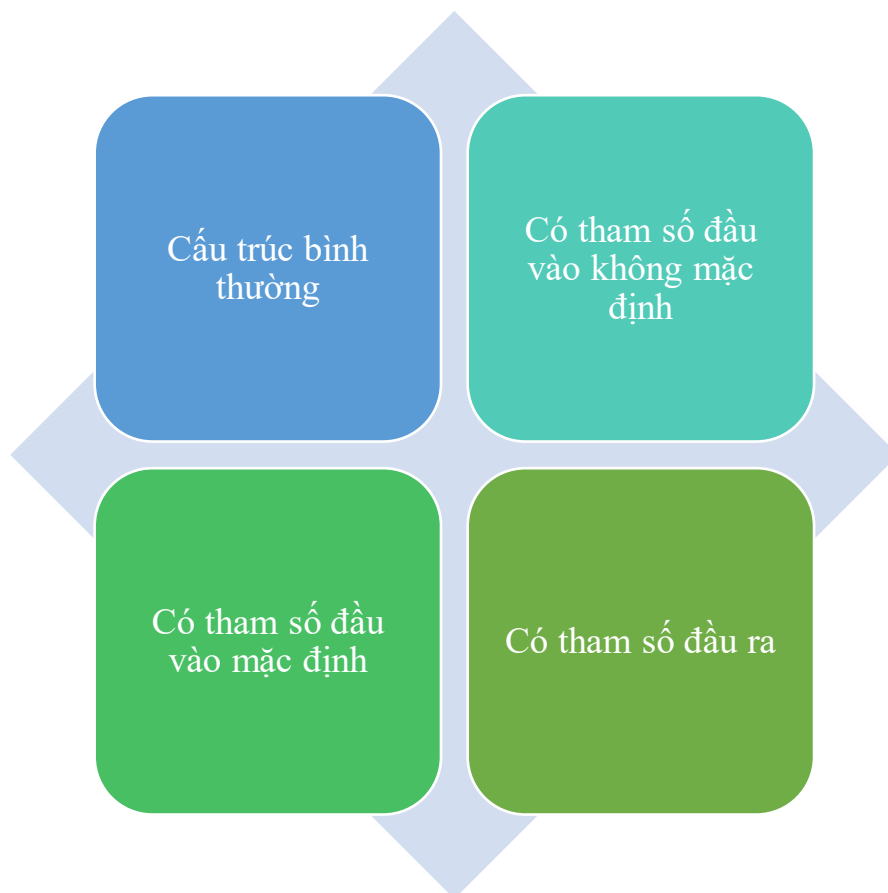 Cấu trúc bình
thường
Có tham số đầu
vào không mặc
định
Có tham số đầu
vào mặc định
Có tham số đầu ra